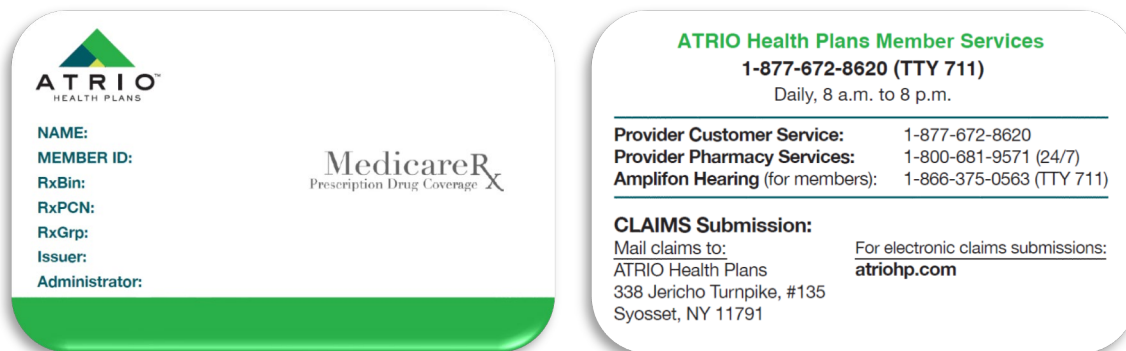 ATRIO™
HEALTH PLANS
NAME:
MEMBER ID:
RxBin:
RxPCN:
RxGrp:
Issuer:
Administrator:
MedicareRx
Prescription Drug Coverage
ATRIO Health Plans Member Services
1-877-672-8620 (TTY 711)
Daily, 8 a.m. to 8 p.m.
Provider Customer Service: 1-877-672-8620
Provider Pharmacy Services: 1-800-681-9571 (24/7)
Amplifon Hearing (for members): 1-866-375-0563 (TTY 711)
CLAIMS Submission:
Mail claims to:
ATRIO Health Plans
338 Jericho Turnpike, #135
Syosset, NY 11791
For electronic claims submissions:
atriohp.com